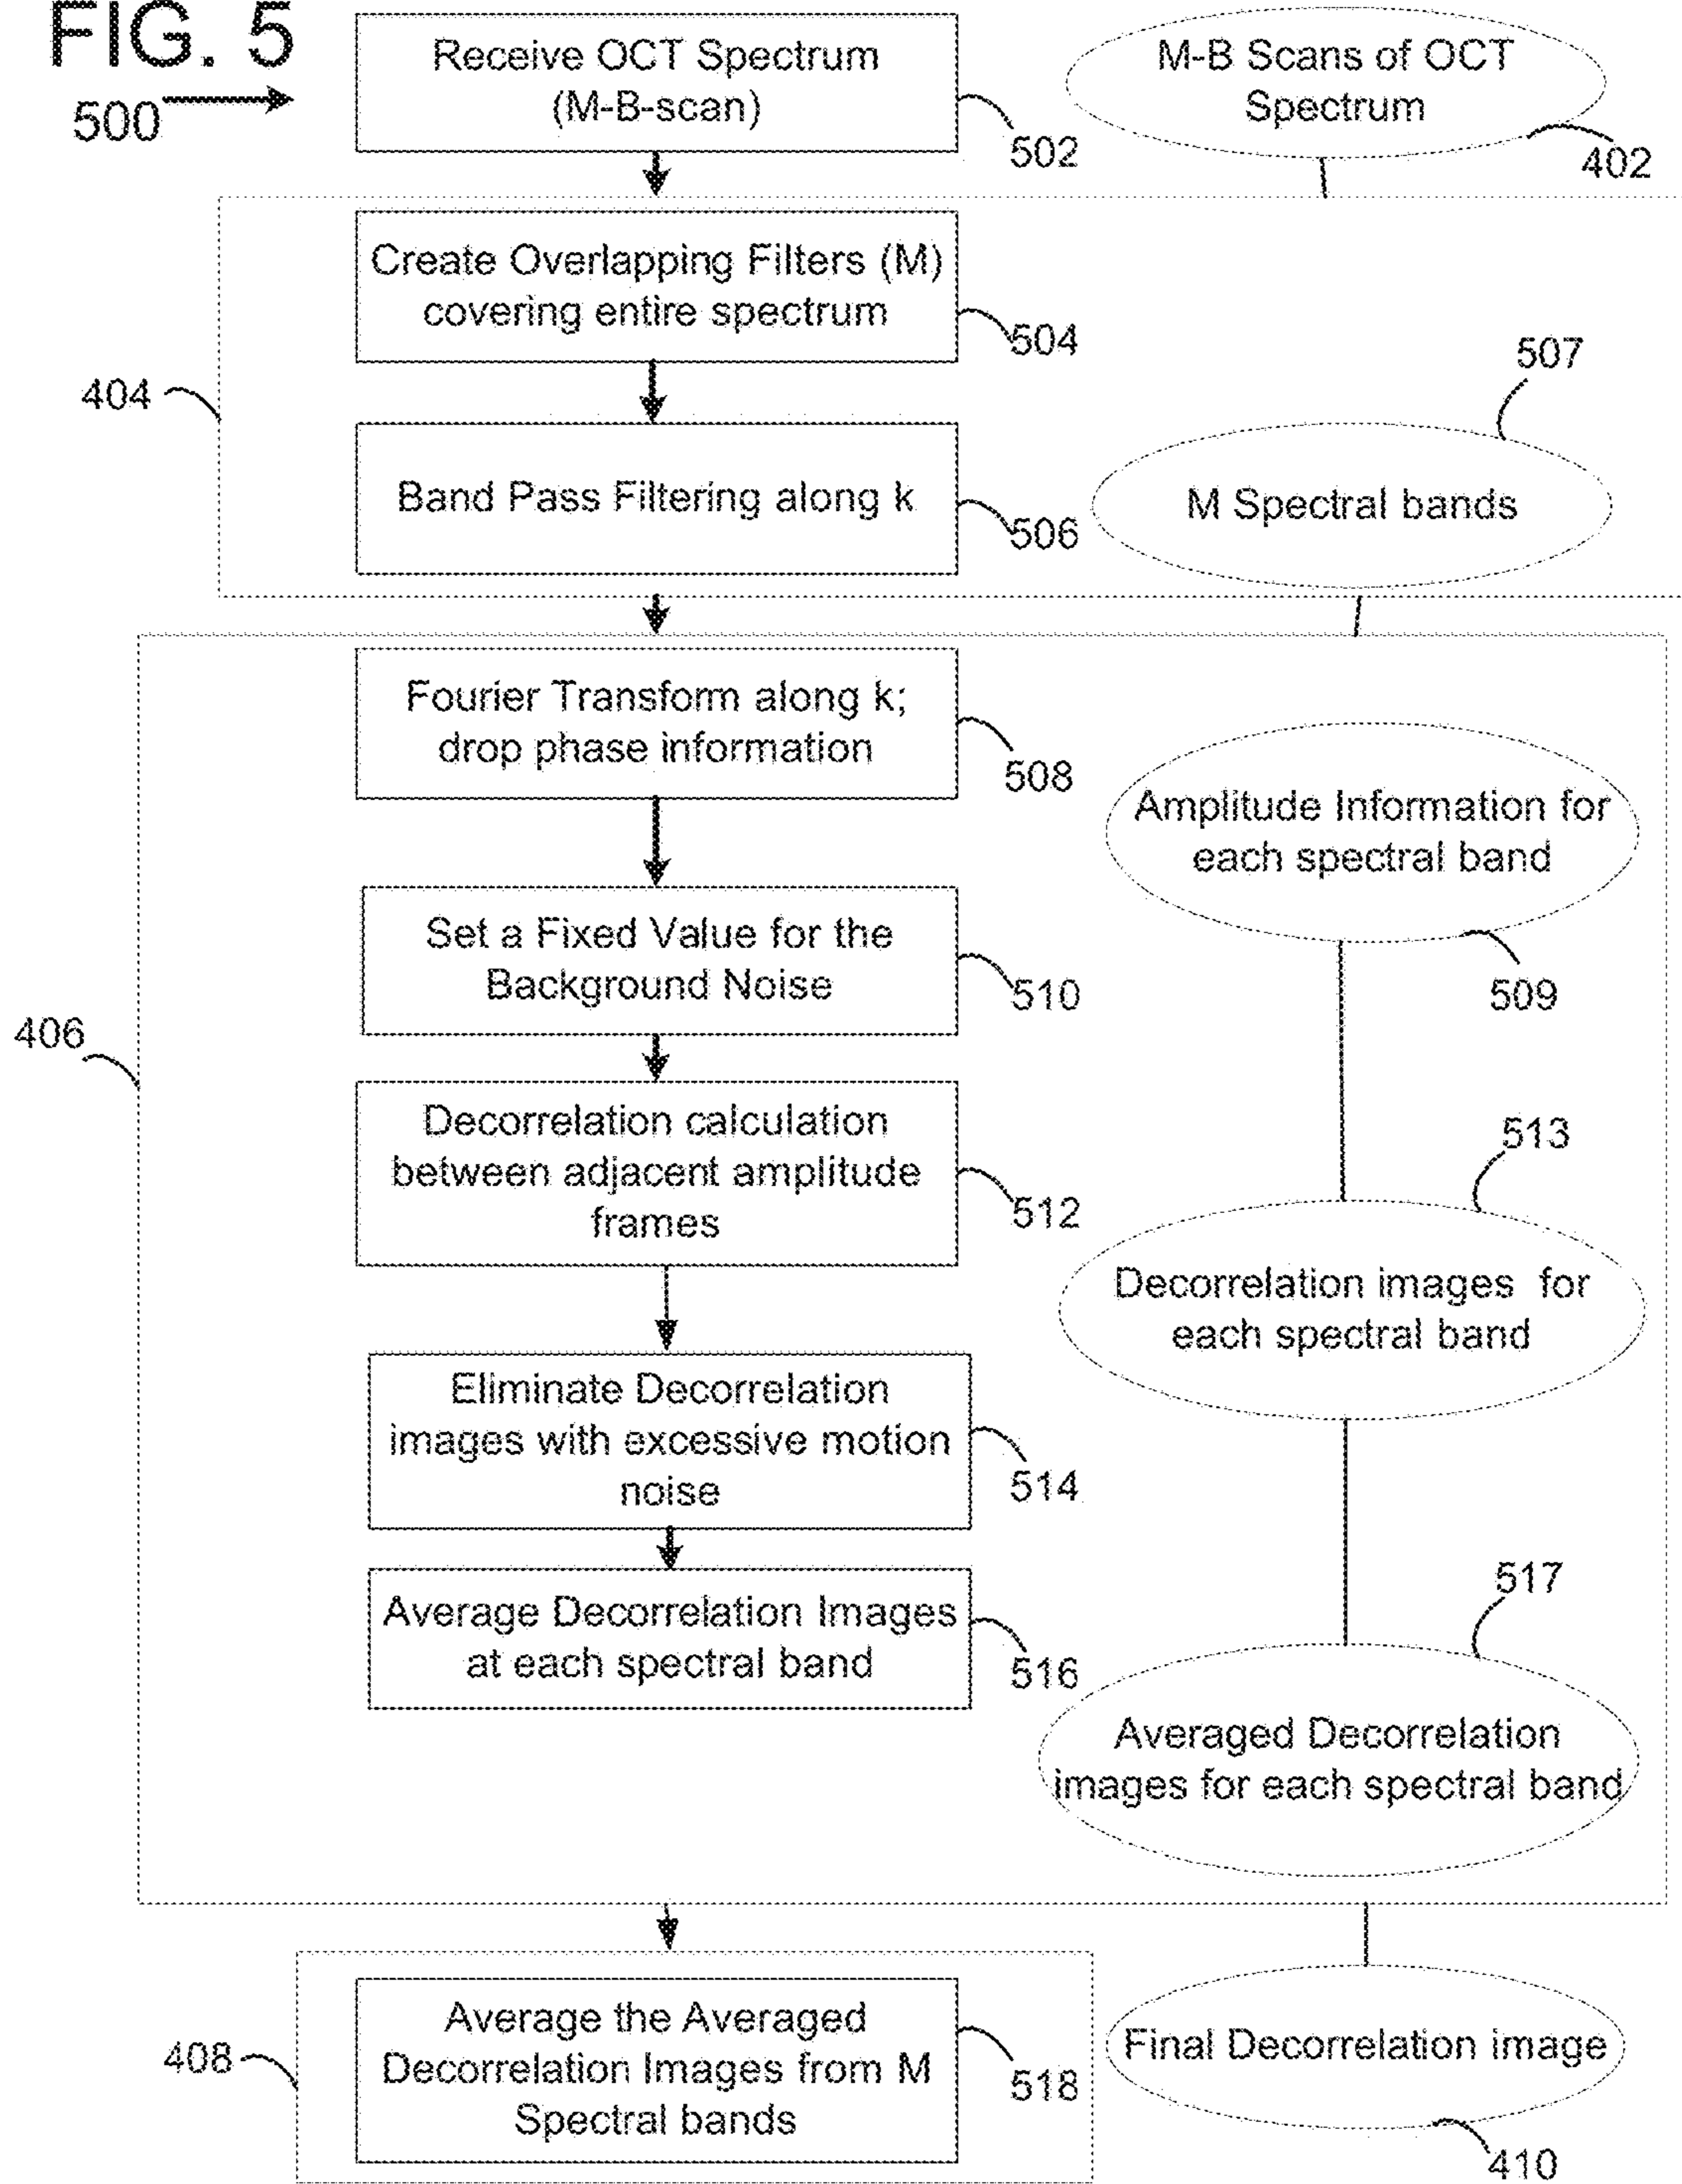 FIG. 5
500
Receive OCT Spectrum
(M-B-scan)
502
M-B Scans of OCT
Spectrum
402
Create Overlapping Filters (M)
covering entire spectrum
504
404
507
Band Pass Filtering along k
506
M Spectral bands
Fourier Transform along k;
drop phase information
508
Amplitude Information for
each spectral band
509
Set a Fixed Value for the
Background Noise
510
406
Decorrelation calculation
between adjacent amplitude
frames
512
513
Decorrelation images for
each spectral band
Eliminate Decorrelation
images with excessive motion
noise
514
Average Decorrelation Images
at each spectral band
516
517
Averaged Decorrelation
images for each spectral band
408
Average the Averaged
Decorrelation Images from M
Spectral bands
518
Final Decorrelation image
410